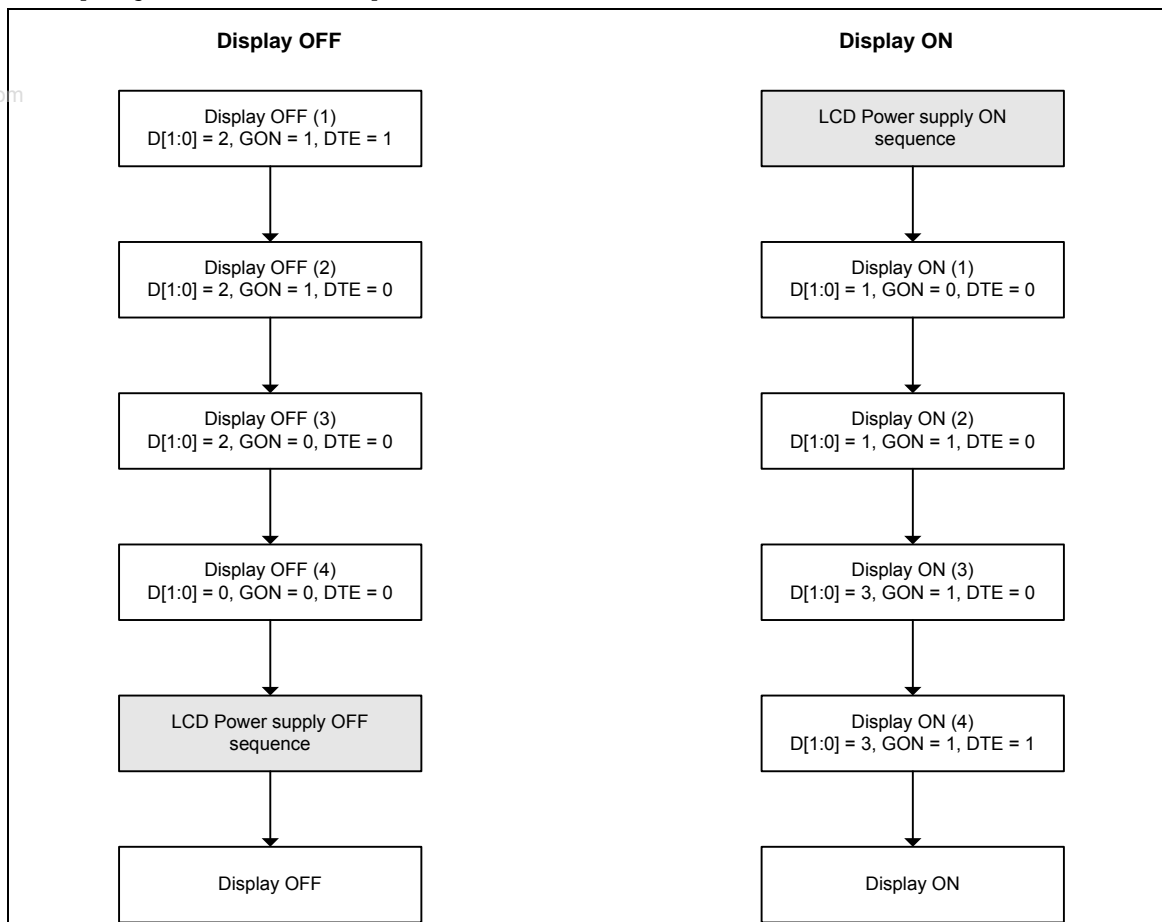 Display OFF
Display OFF (1)
D[1:0] = 2, GON = 1, DTE = 1
Display OFF (2)
D[1:0] = 2, GON = 1, DTE = 0
Display OFF (3)
D[1:0] = 2, GON = 0, DTE = 0
Display OFF (4)
D[1:0] = 0, GON = 0, DTE = 0
LCD Power supply OFF
sequence
Display OFF
Display ON
LCD Power supply ON
sequence
Display ON (1)
D[1:0] = 1, GON = 0, DTE = 0
Display ON (2)
D[1:0] = 1, GON = 1, DTE = 0
Display ON (3)
D[1:0] = 3, GON = 1, DTE = 0
Display ON (4)
D[1:0] = 3, GON = 1, DTE = 1
Display ON